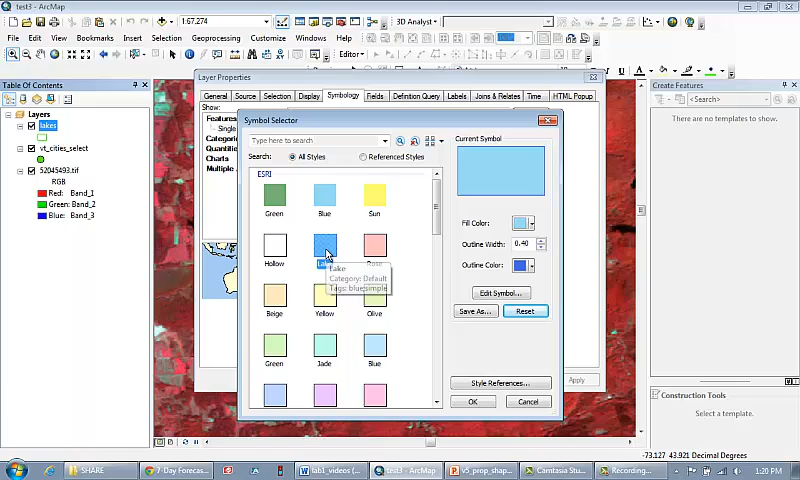 test3 - ArcMap
1:67,274
3D Analyst
File Edit View Bookmarks Insert Selection Geoprocessing Customize Windows Help
Editor
Table Of Contents
Layers
lakes
vt_cities_select
52045493.tif
RGB
Red: Band_1
Green: Band_2
Blue: Band_3
Layer Properties
General Source Selection Display Symbology Fields Definition Query Labels Joins & Relates Time HTML Popup
Show:
Features
Single
Categories
Quantities
Charts
Multiple
Apply
Symbol Selector
Type here to search
Search: All Styles Referenced Styles
ESRI
Green Blue Sun
Hollow Lake Rose
Lake
Category: Default
Tags: blue;simple
Beige Yellow Olive
Green Jade Blue
Current Symbol
Fill Color:
Outline Width: 0.40
Outline Color:
Edit Symbol...
Save As... Reset
Style References...
OK Cancel
Create Features
<Search>
There are no templates to show.
Construction Tools
Select a template.
-73.127 43.921 Decimal Degrees
SHARE
7-Day Forecas...
lab1_videos (...
test3 - ArcMap
v5_prop_shap...
Camtasia Stu...
Recording...
1:20 PM